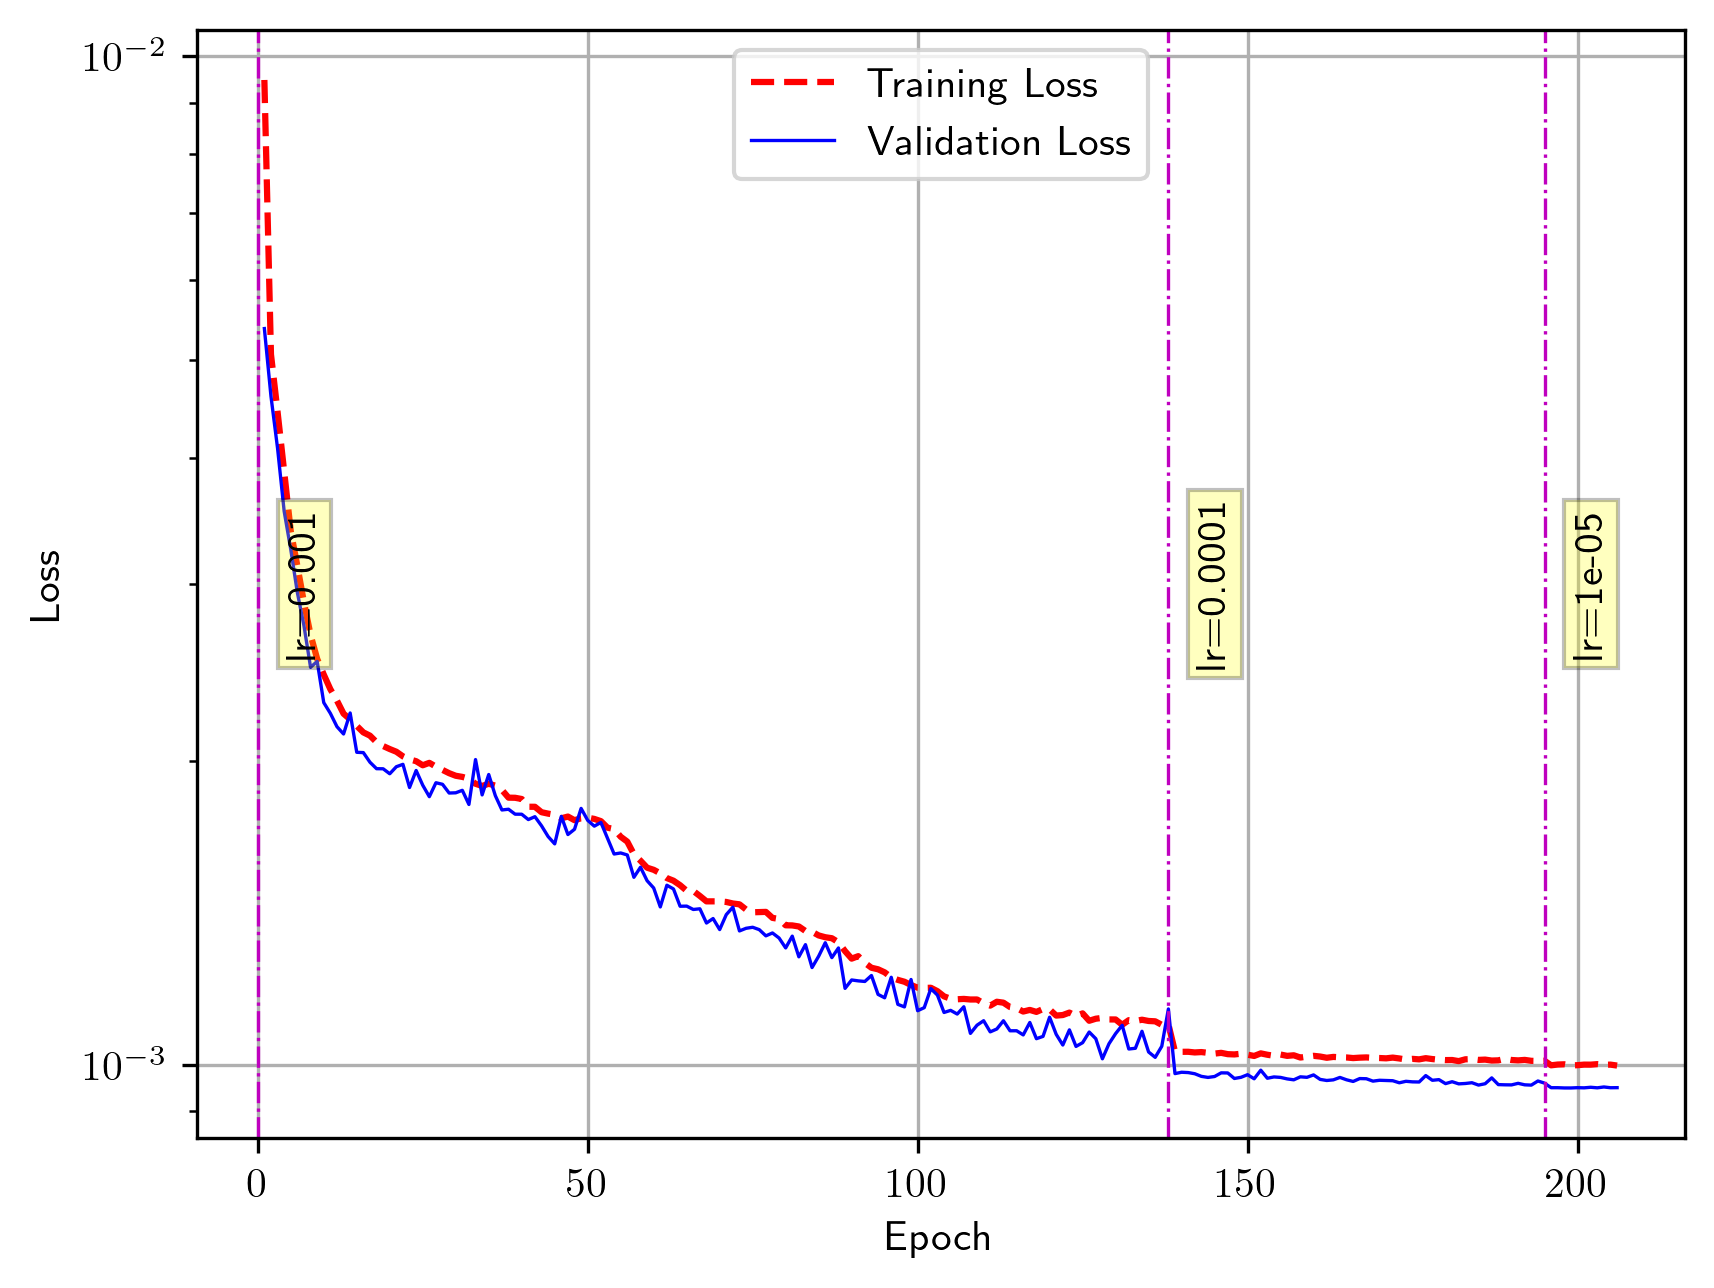 10−2
10−3
Loss
Training Loss
Validation Loss
lr=0.001
lr=0.0001
lr=1e-05
0
50
100
150
200
Epoch